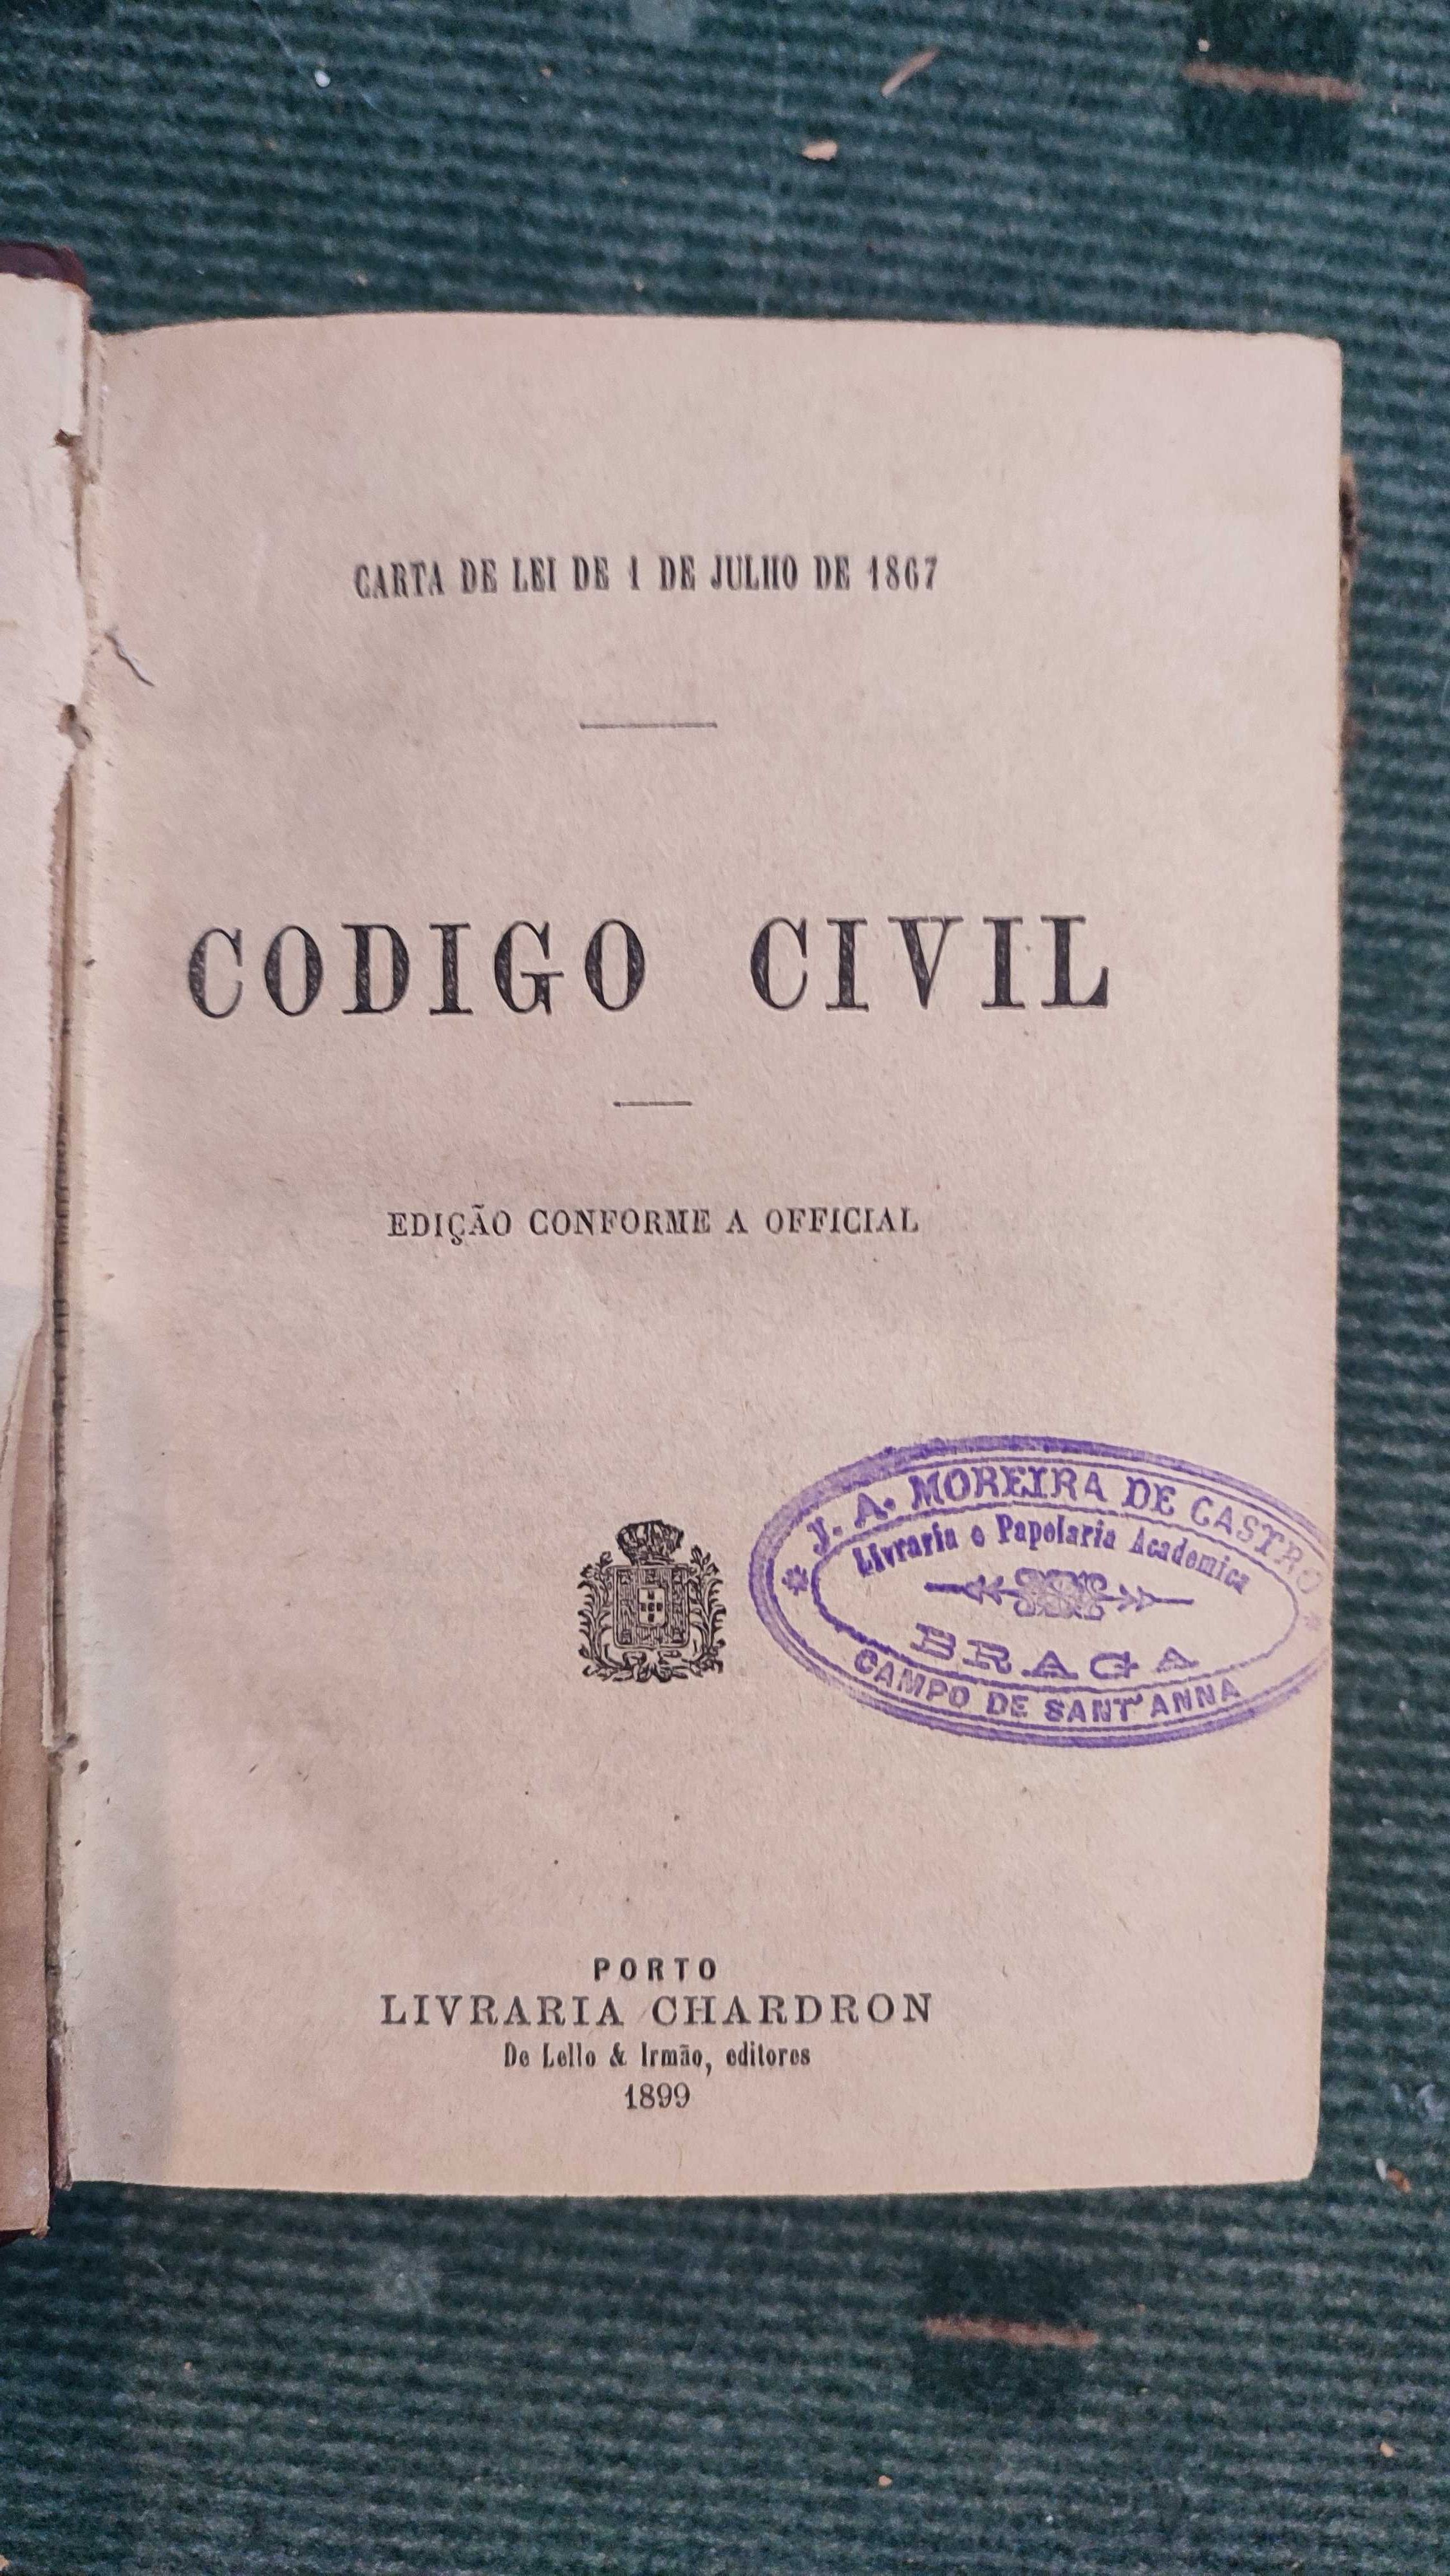 CARTA DE LEI DE 1 DE JULHO DE 1867
CODIGO CIVIL
EDIÇÃO CONFORME A OFFICIAL
J. A. MOREIRA DE CASTRO
Livraria e Papelaria Academica
BRAGA
CAMPO DE SANT'ANNA
PORTO
LIVRARIA CHARDRON
De Lello & Irmão, editores
1899